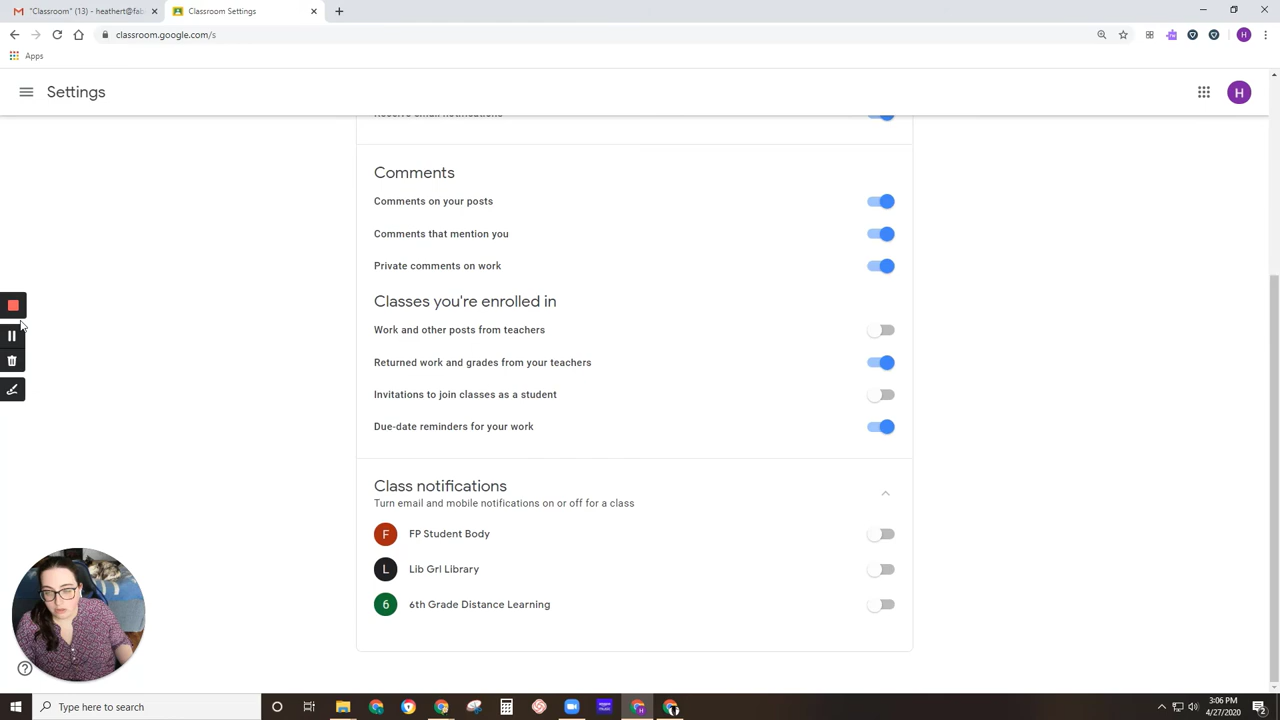 "Classroom" (13) - heathert@fal
Classroom Settings
classroom.google.com/s
H
Apps
Settings
H
Receive email notifications
Comments
Comments on your posts
Comments that mention you
Private comments on work
Classes you're enrolled in
Work and other posts from teachers
Returned work and grades from your teachers
Invitations to join classes as a student
Due-date reminders for your work
Class notifications
Turn email and mobile notifications on or off for a class
F FP Student Body
L Lib Grl Library
6 6th Grade Distance Learning
Type here to search
3:06 PM
4/27/2020